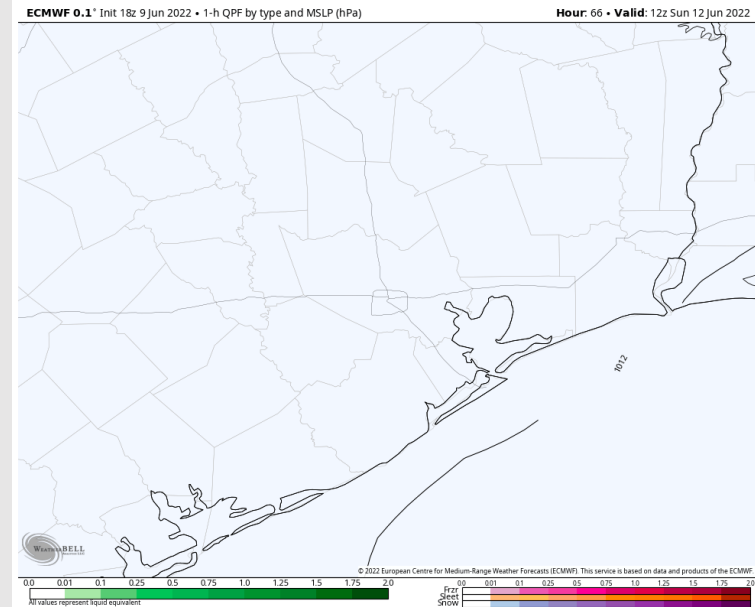 ECMWF 0.1° Init 18z 9 Jun 2022 • 1-h QPF by type and MSLP (hPa)
Hour: 66 • Valid: 12z Sun 12 Jun 2022
1012
WEATHERBELL
© 2022 European Centre for Medium-Range Weather Forecasts (ECMWF). This service is based on data and products of the ECMWF.
0.0 0.01 0.1 0.25 0.5 0.75 1.0 1.25 1.5 1.75 2.0
All values represent liquid equivalent
0.0 0.01 0.1 0.25 0.5 0.75 1.0 1.25 1.5 1.75 2.0
Frzr
Sleet
Snow